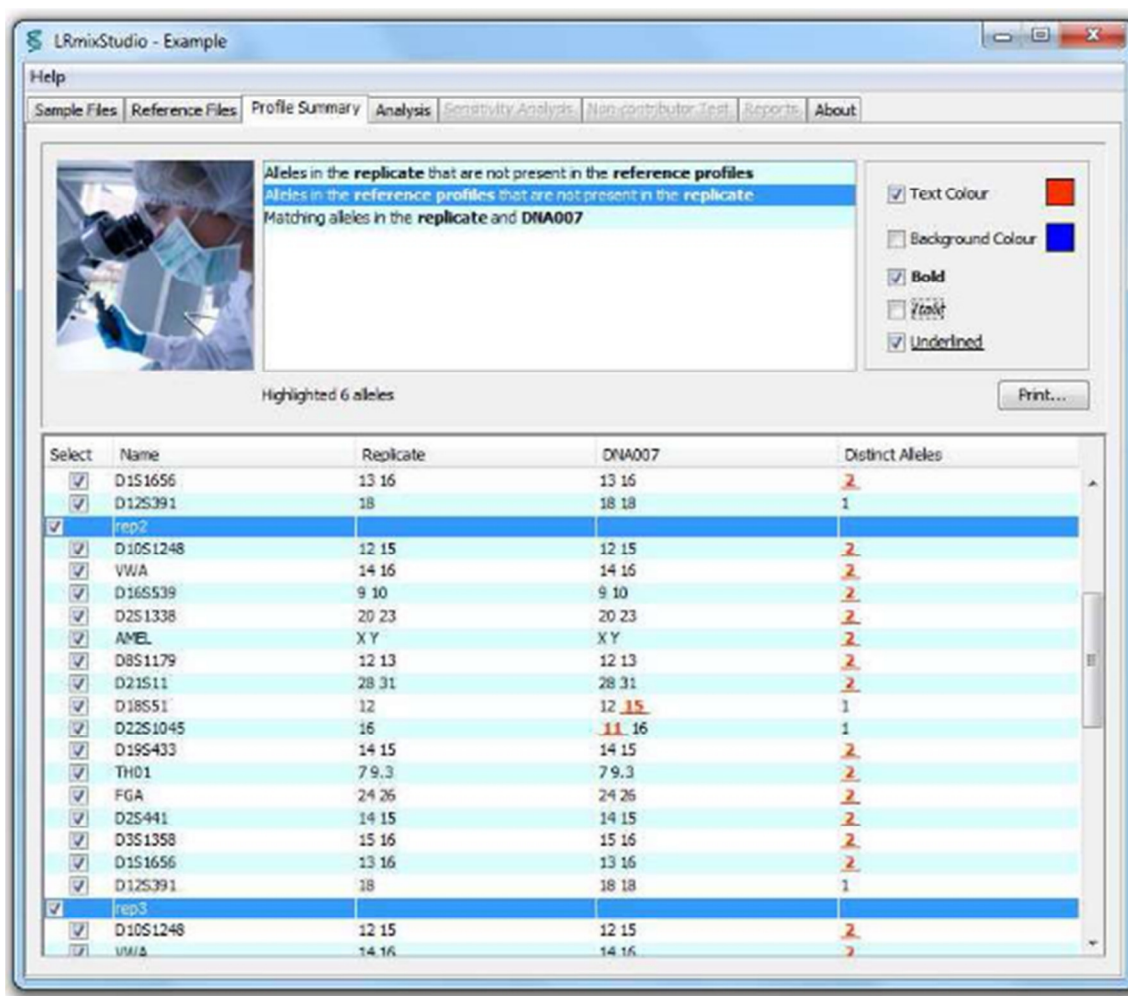 LRmixStudio - Example
Help
Sample Files Reference Files Profile Summary Analysis Sensitivity Analysis Non-contributor Test Reports About
Alleles in the replicate that are not present in the reference profiles
Alleles in the reference profiles that are not present in the replicate
Matching alleles in the replicate and DNA007
Text Colour
Background Colour
Bold
Italic
Underlined
Highlighted 6 alleles
Print...
Select Name Replicate DNA007 Distinct Alleles
D1S1656 13 16 13 16 2
D12S391 18 18 18 1
rep2
D10S1248 12 15 12 15 2
VWA 14 16 14 16 2
D16S539 9 10 9 10 2
D2S1338 20 23 20 23 2
AMEL X Y X Y 2
D8S1179 12 13 12 13 2
D21S11 28 31 28 31 2
D18S51 12 12 15 1
D22S1045 16 11 16 1
D19S433 14 15 14 15 2
TH01 7 9.3 7 9.3 2
FGA 24 26 24 26 2
D2S441 14 15 14 15 2
D3S1358 15 16 15 16 2
D1S1656 13 16 13 16 2
D12S391 18 18 18 1
rep3
D10S1248 12 15 12 15 2
VWA 14 16 14 16 2